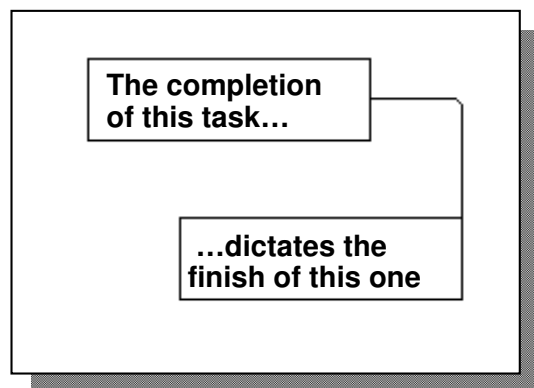 The completion
of this task…
…dictates the
finish of this one